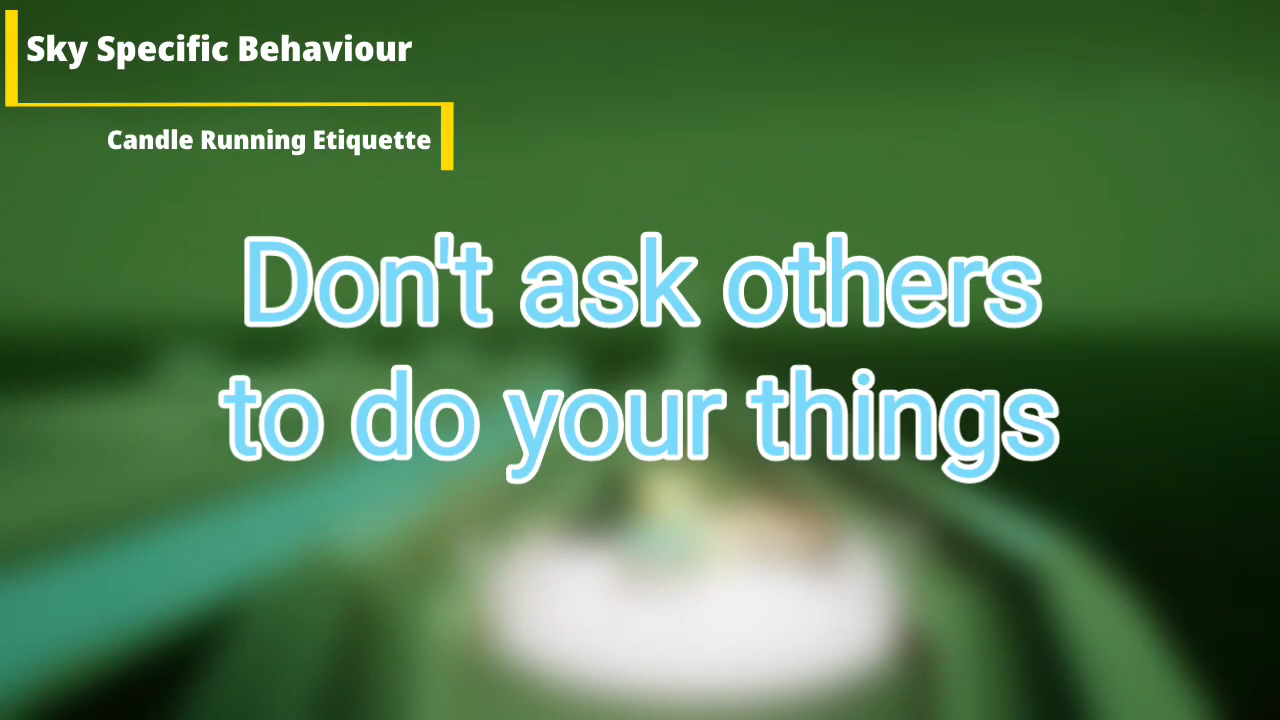 Sky Specific Behaviour
Candle Running Etiquette
Don't ask others
to do your things